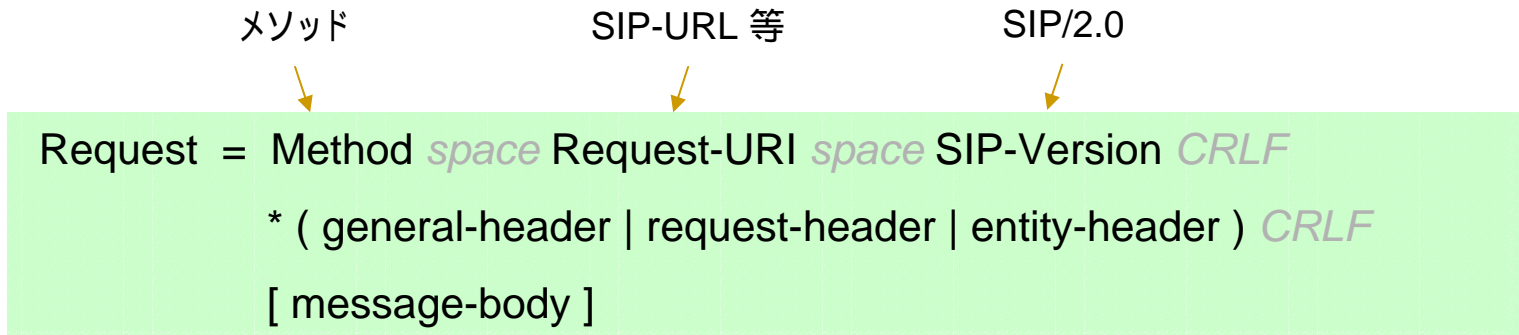 メソッド SIP-URL 等 SIP/2.0
Request = Method space Request-URI space SIP-Version CRLF
* ( general-header | request-header | entity-header ) CRLF
[ message-body ]